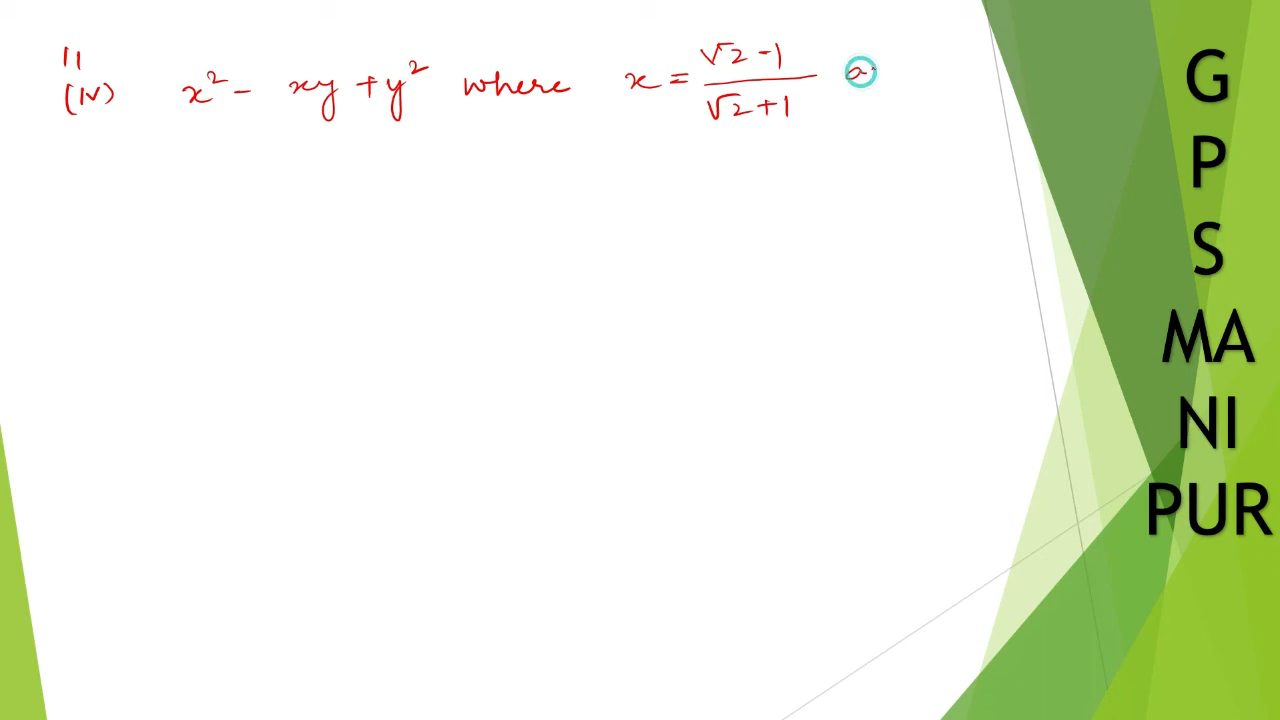 11
(iv) x² - xy + y² where x = (√2 - 1)/(√2 + 1) a
G
P
S
MA
NI
PUR